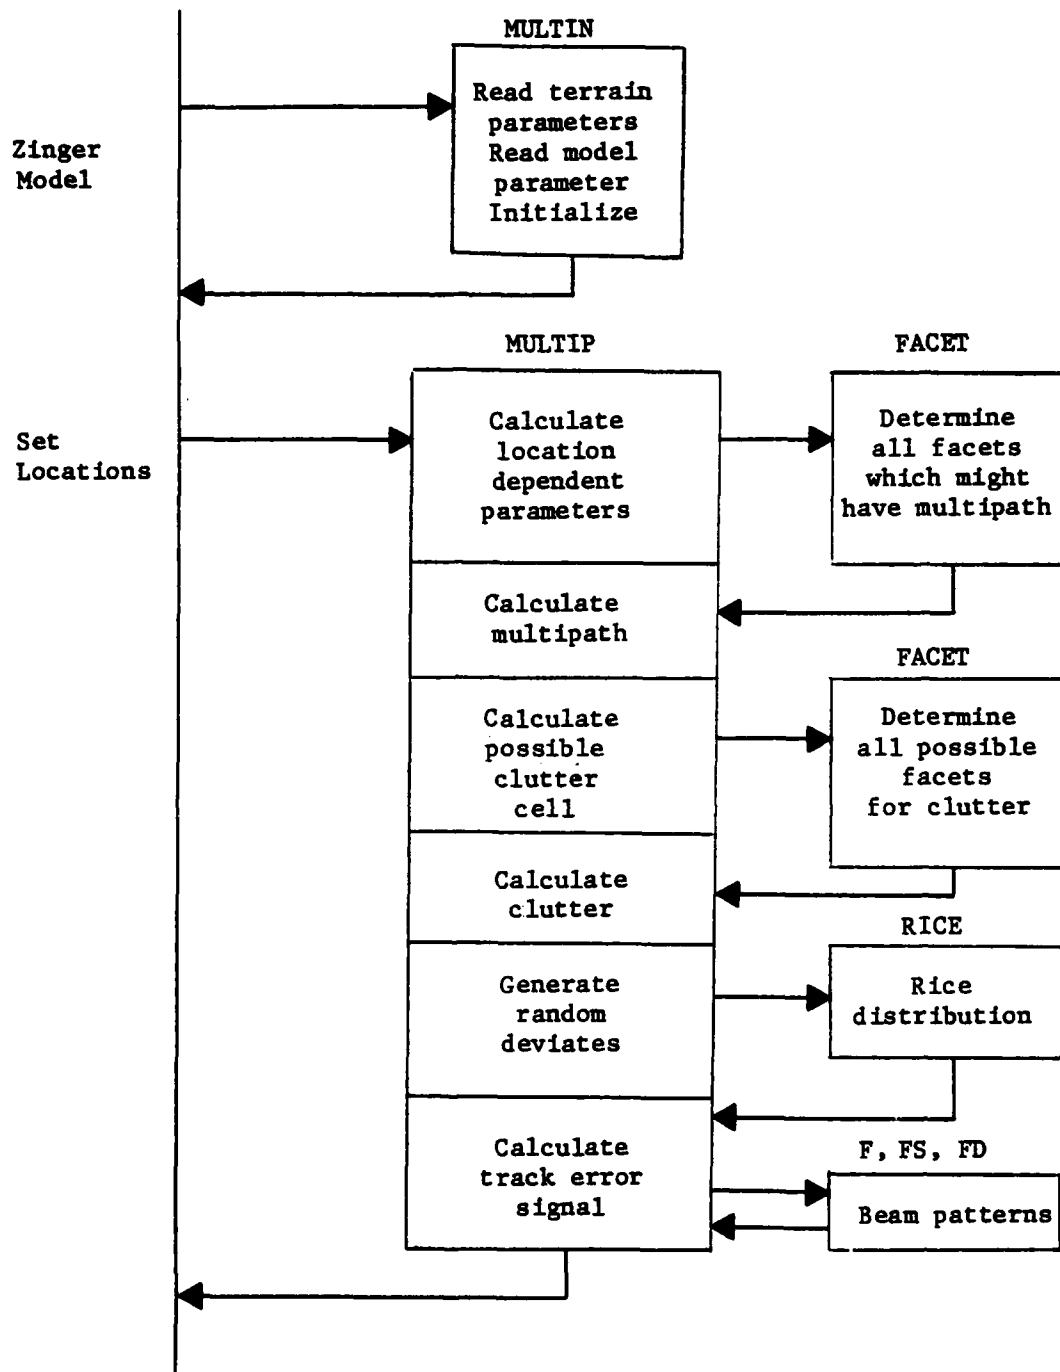 MULTIN
Read terrain
parameters
Read model
parameter
Initialize
Zinger
Model
MULTIP
FACET
Set
Locations
Calculate
location
dependent
parameters
Determine
all facets
which might
have multipath
Calculate
multipath
FACET
Calculate
possible
clutter
cell
Determine
all possible
facets
for clutter
Calculate
clutter
RICE
Generate
random
deviates
Rice
distribution
Calculate
track error
signal
F, FS, FD
Beam patterns